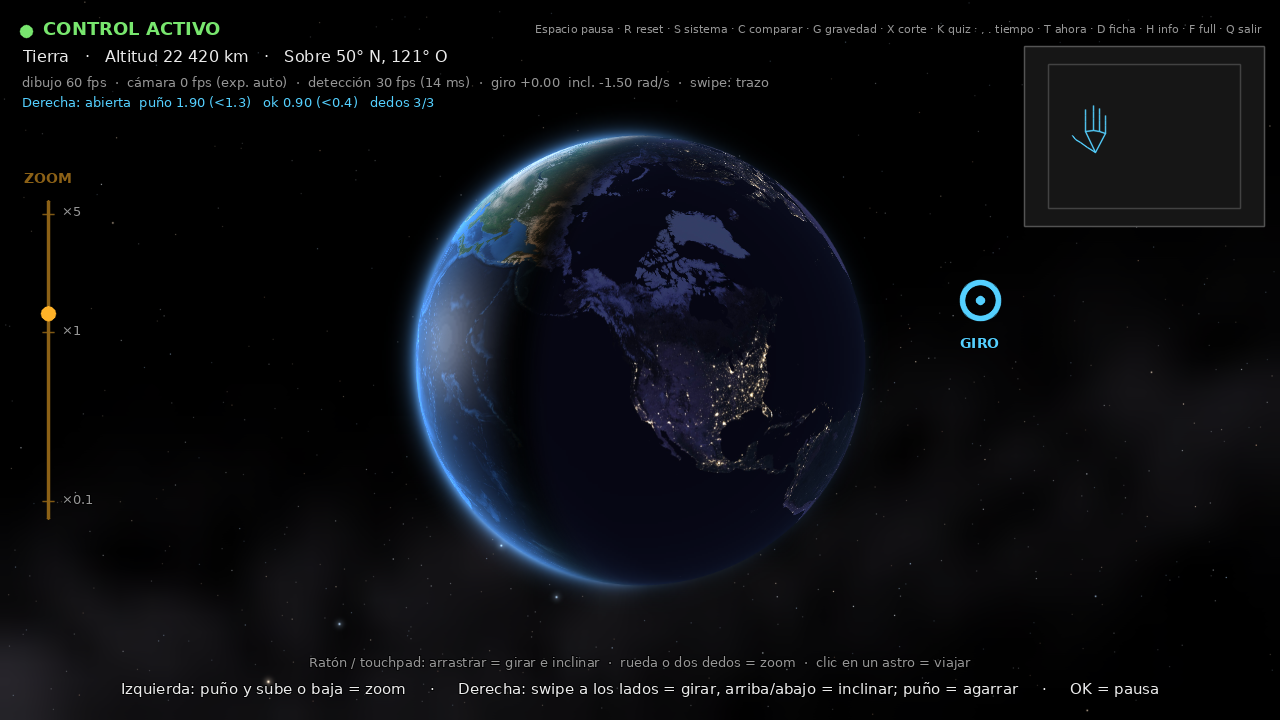 CONTROL ACTIVO
Espacio pausa · R reset · S sistema · C comparar · G gravedad · X corte · K quiz · , . tiempo · T ahora · D ficha · H info · F full · Q salir
Tierra · Altitud 22 420 km · Sobre 50° N, 121° O
dibujo 60 fps · cámara 0 fps (exp. auto) · detección 30 fps (14 ms) · giro +0.00 incl. -1.50 rad/s · swipe: trazo
Derecha: abierta puño 1.90 (<1.3) ok 0.90 (<0.4) dedos 3/3
ZOOM
×5
×1
×0.1
GIRO
Ratón / touchpad: arrastrar = girar e inclinar · rueda o dos dedos = zoom · clic en un astro = viajar
Izquierda: puño y sube o baja = zoom · Derecha: swipe a los lados = girar, arriba/abajo = inclinar; puño = agarrar · OK = pausa